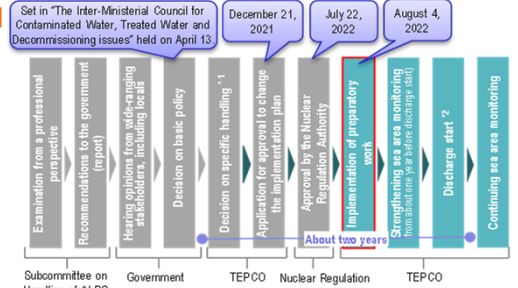 Set in "The Inter-Ministerial Council for
Contaminated Water, Treated Water and
Decommissioning issues" held on April 13.
December 21,
2021
July 22,
2022
August 4,
2022
Examination from a professional
perspective
Recommendations to the government
(report)
Hearing opinions from wide-ranging
stakeholders, including locals
Decision on basic policy
Decision on specific handling *1
Application for approval to change
the implementation plan
Approval by the Nuclear
Regulation Authority
Implementation of preparatory
work
Strengthening sea area monitoring
(from about one year before discharge start)
Discharge start *2
Continuing sea area monitoring
About two years
Subcommittee on
Government
TEPCO
Nuclear Regulation
TEPCO